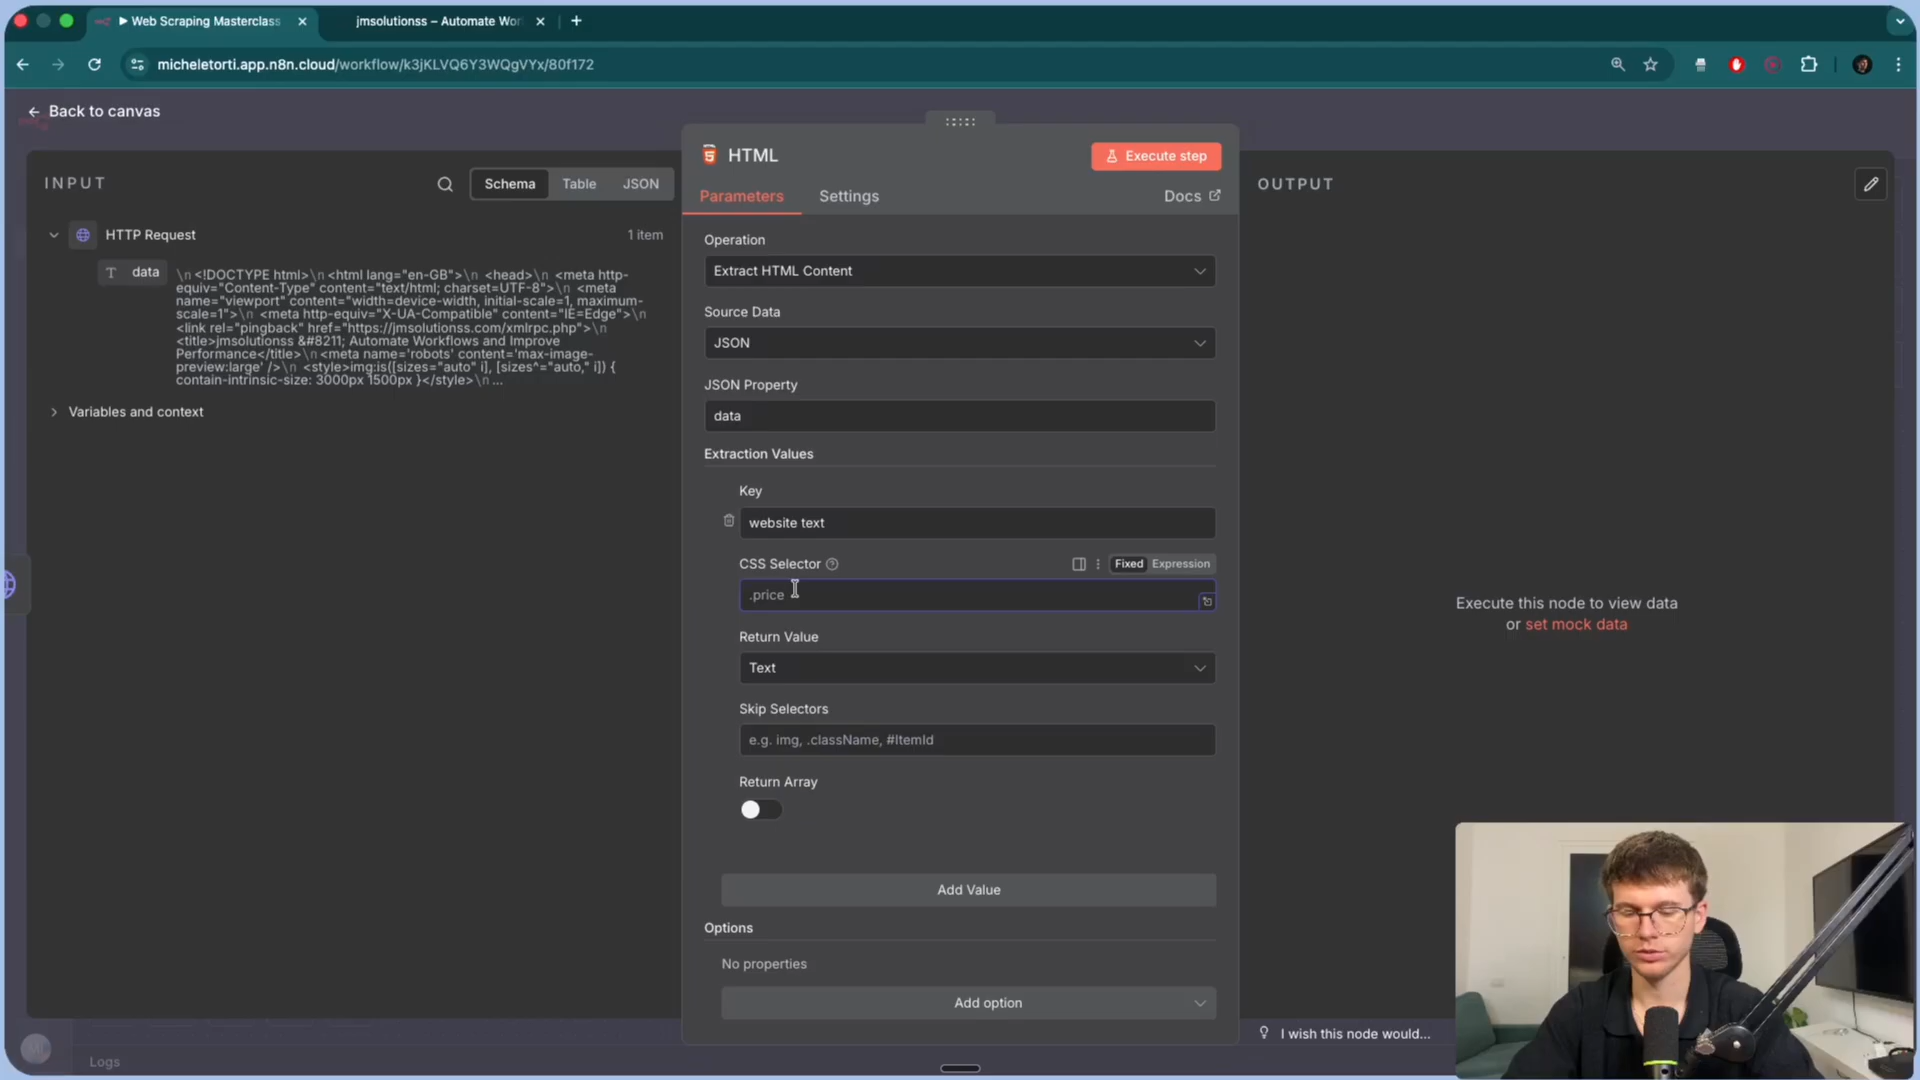 Web Scraping Masterclass
jmsolutionss – Automate Wor
micheletorti.app.n8n.cloud/workflow/k3jKLVQ6Y3WQgVYx/80f172
Back to canvas
INPUT
Schema
Table
JSON
HTTP Request
1 item
T data
\n <!DOCTYPE html>\n <html lang="en-GB">\n <head>\n <meta http-
equiv="Content-Type" content="text/html; charset=UTF-8">\n <meta
name="viewport" content="width=device-width, initial-scale=1, maximum-
scale=1">\n <meta http-equiv="X-UA-Compatible" content="IE=Edge">\n
<link rel="pingback" href="https://jmsolutionss.com/xmlrpc.php">\n
<title>jmsolutionss &#8211; Automate Workflows and Improve
Performance</title>\n <meta name='robots' content='max-image-
preview:large' />\n <style>img:is([sizes="auto" i], [sizes^="auto," i]) {
contain-intrinsic-size: 3000px 1500px }</style>\n ...
Variables and context
HTML
Execute step
Parameters
Settings
Docs
Operation
Extract HTML Content
Source Data
JSON
JSON Property
data
Extraction Values
Key
website text
CSS Selector
Fixed
Expression
.price
Return Value
Text
Skip Selectors
e.g. img, .className, #ItemId
Return Array
Add Value
Options
No properties
Add option
OUTPUT
Execute this node to view data
or set mock data
I wish this node would...
Logs